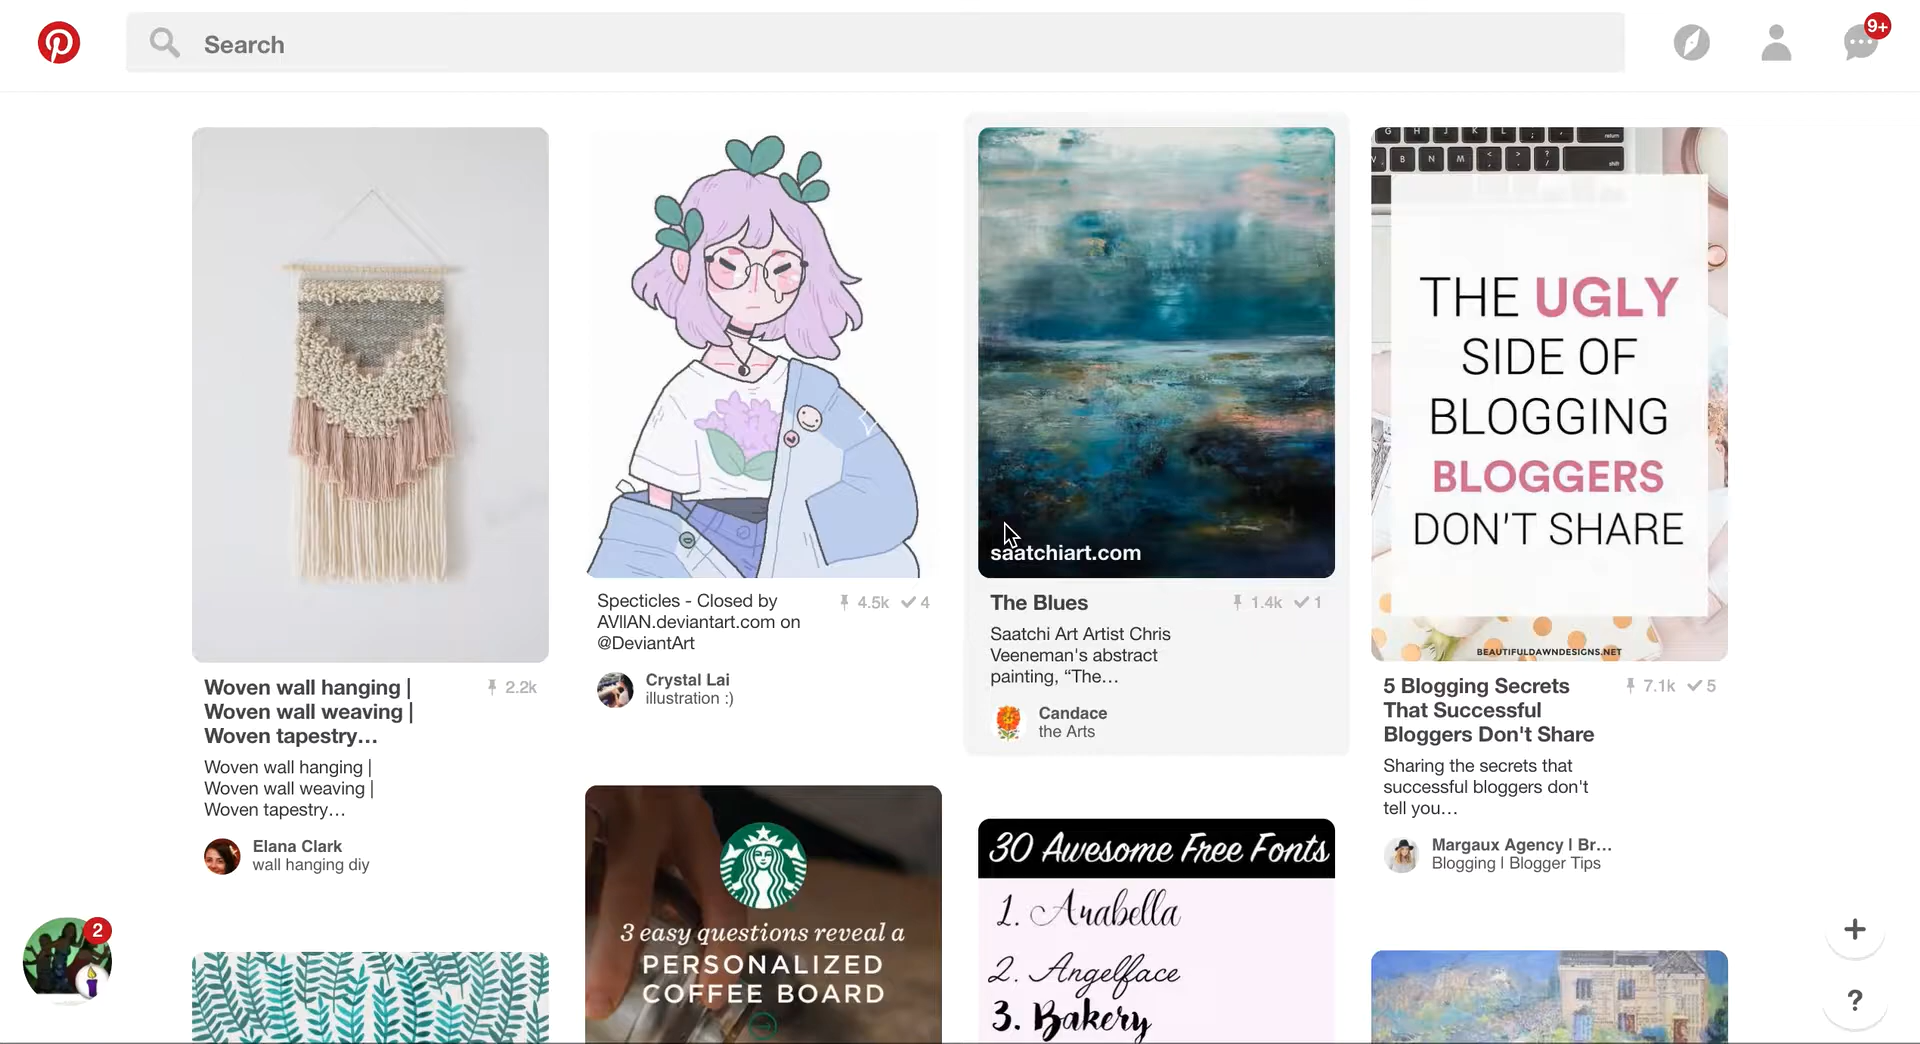 Search
9+
Woven wall hanging |
Woven wall weaving |
Woven tapestry…
2.2k
Woven wall hanging |
Woven wall weaving |
Woven tapestry…
Elana Clark
wall hanging diy
Specticles - Closed by
AVIIAN.deviantart.com on
@DeviantArt
4.5k
4
Crystal Lai
illustration :)
3 easy questions reveal a
PERSONALIZED
COFFEE BOARD
saatchiart.com
The Blues
1.4k
1
Saatchi Art Artist Chris
Veeneman's abstract
painting, “The…
Candace
the Arts
30 Awesome Free Fonts
1. Arabella
2. Angelface
3. Bakery
G H J K L ; , return
V B N M < > ? / shift
THE UGLY
SIDE OF
BLOGGING
BLOGGERS
DON'T SHARE
BEAUTIFULDAWNDESIGNS.NET
5 Blogging Secrets
That Successful
Bloggers Don't Share
7.1k
5
Sharing the secrets that
successful bloggers don't
tell you…
Margaux Agency | Br…
Blogging | Blogger Tips
2
+
?